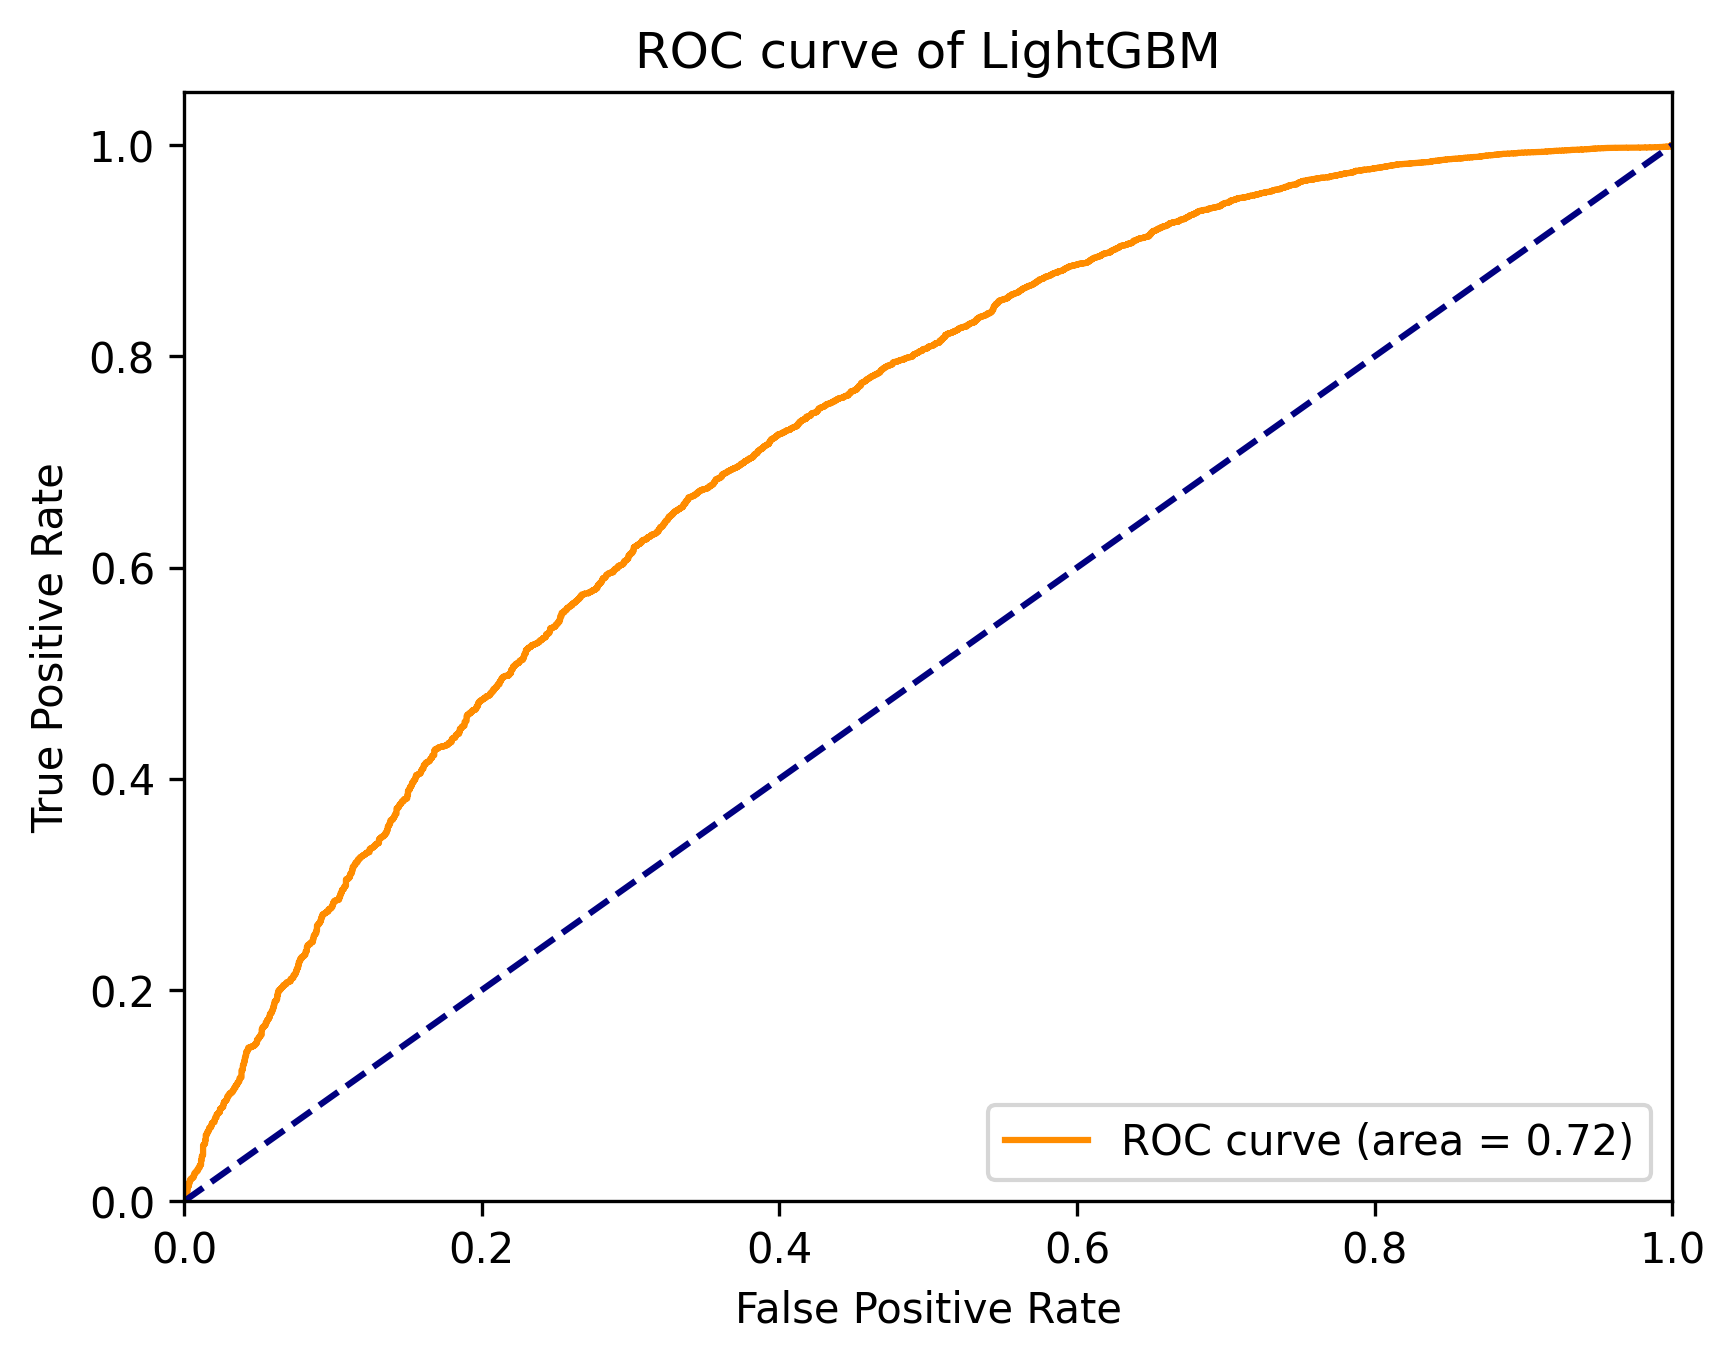 ROC curve of LightGBM
1.0
0.8
0.6
0.4
0.2
0.0
True Positive Rate
ROC curve (area = 0.72)
0.0 0.2 0.4 0.6 0.8 1.0
False Positive Rate